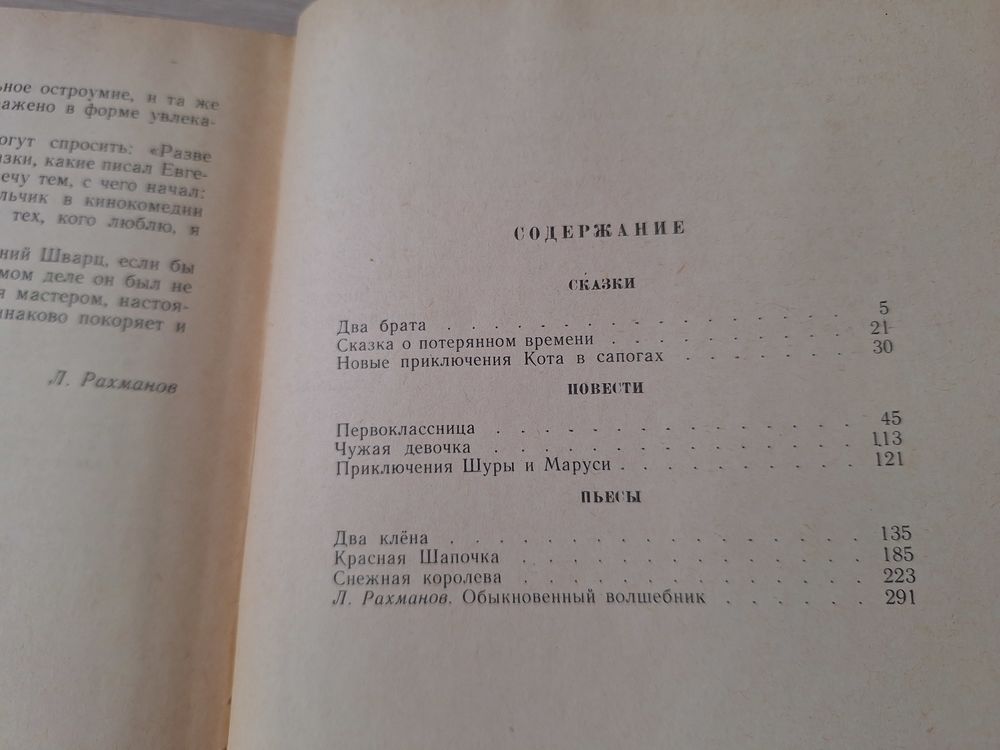 ьное остроумие, и та же
ажено в форме увлека-
огут спросить: «Разве
зки, какие писал Евге-
ечу тем, с чего начал:
льчик в кинокомедии
тех, кого люблю, я
ний Шварц, если бы
мом деле он был не
я мастером, настоя-
инаково покоряет и
Л. Рахманов
СОДЕРЖАНИЕ
СКАЗКИ
Два брата . . . . . . . . . . . . . . 5
Сказка о потерянном времени . . . . . . . . . 21
Новые приключения Кота в сапогах . . . . . . . 30
ПОВЕСТИ
Первоклассница . . . . . . . . . . . . 45
Чужая девочка . . . . . . . . . . . . 113
Приключения Шуры и Маруси . . . . . . . . . 121
ПЬЕСЫ
Два клёна . . . . . . . . . . . . . . 135
Красная Шапочка . . . . . . . . . . . . 185
Снежная королева . . . . . . . . . . . . 223
Л. Рахманов. Обыкновенный волшебник . . . . . . 291